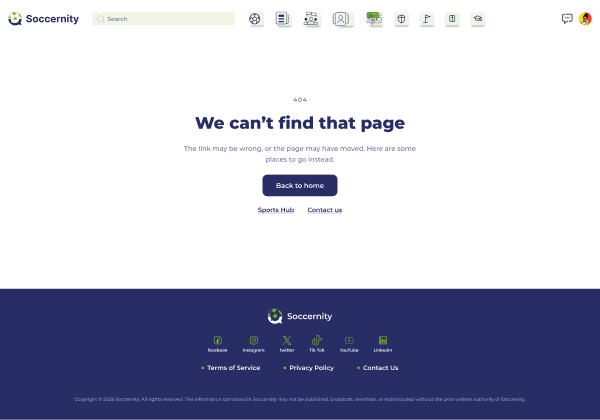 Soccernity
Search
404
We can't find that page
The link may be wrong, or the page may have moved. Here are some
places to go instead.
Back to home
Sports Hub Contact us
Soccernity
facebook Instagram twitter Tik Tok YouTube LinkedIn
Terms of Service Privacy Policy Contact Us
Copyright © 2026 Soccernity. All rights reserved. The information contained in Soccernity may not be published, broadcast, rewritten, or redistributed without the prior written authority of Soccernity.